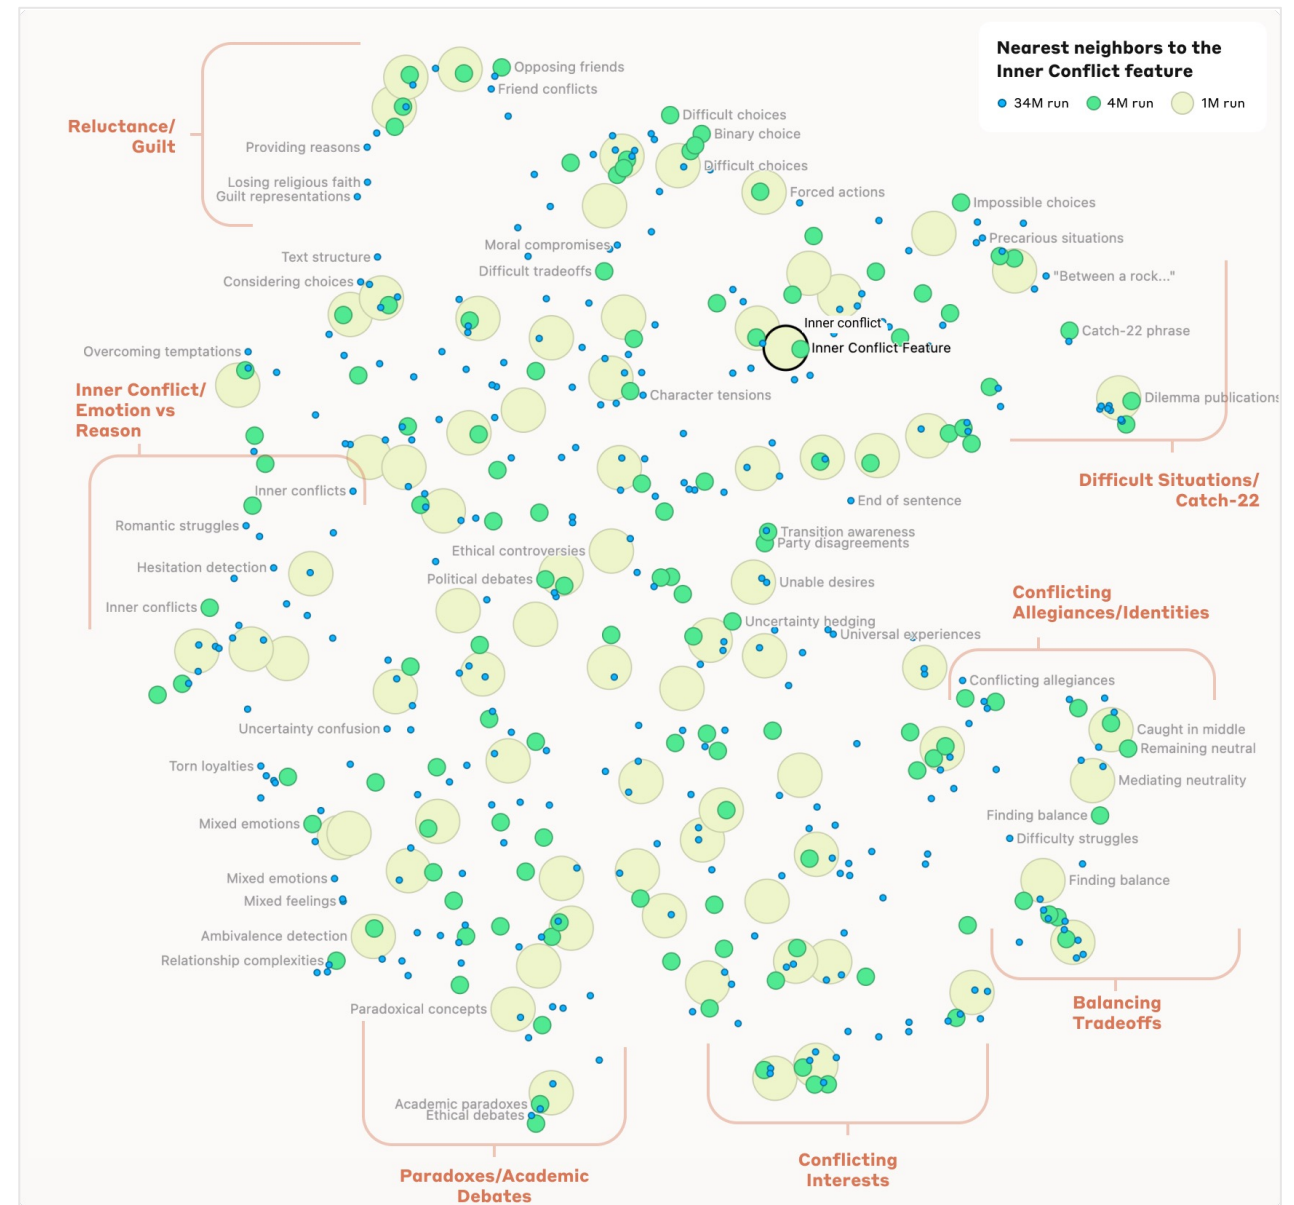 Nearest neighbors to the
Inner Conflict feature
34M run
4M run
1M run
Opposing friends
Friend conflicts
Reluctance/
Guilt
Providing reasons
Losing religious faith
Guilt representations
Difficult choices
Binary choice
Difficult choices
Forced actions
Impossible choices
Precarious situations
"Between a rock..."
Moral compromises
Text structure
Difficult tradeoffs
Considering choices
Inner conflict
Inner Conflict Feature
Catch-22 phrase
Overcoming temptations
Character tensions
Dilemma publications
Inner Conflict/
Emotion vs
Reason
Difficult Situations/
Catch-22
Inner conflicts
End of sentence
Romantic struggles
Transition awareness
Party disagreements
Ethical controversies
Hesitation detection
Political debates
Unable desires
Conflicting
Allegiances/Identities
Inner conflicts
Uncertainty hedging
Universal experiences
Conflicting allegiances
Uncertainty confusion
Caught in middle
Remaining neutral
Torn loyalties
Mediating neutrality
Finding balance
Mixed emotions
Difficulty struggles
Mixed emotions
Finding balance
Mixed feelings
Ambivalence detection
Relationship complexities
Paradoxical concepts
Balancing
Tradeoffs
Academic paradoxes
Ethical debates
Paradoxes/Academic
Debates
Conflicting
Interests